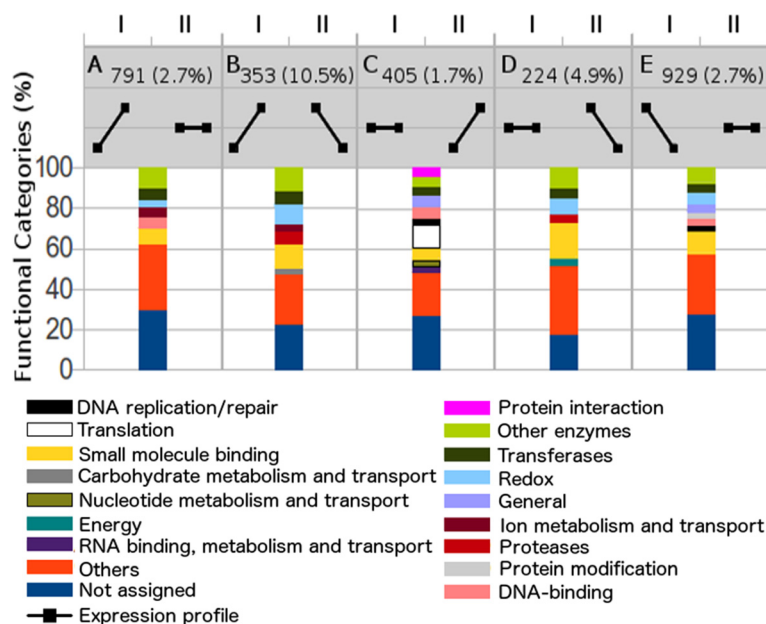 I II I II I II I II I II
A 791 (2.7%) B 353 (10.5%) C 405 (1.7%) D 224 (4.9%) E 929 (2.7%)
Functional Categories (%)
100
80
60
40
20
0
DNA replication/repair
Translation
Small molecule binding
Carbohydrate metabolism and transport
Nucleotide metabolism and transport
Energy
RNA binding, metabolism and transport
Others
Not assigned
Expression profile
Protein interaction
Other enzymes
Transferases
Redox
General
Ion metabolism and transport
Proteases
Protein modification
DNA-binding